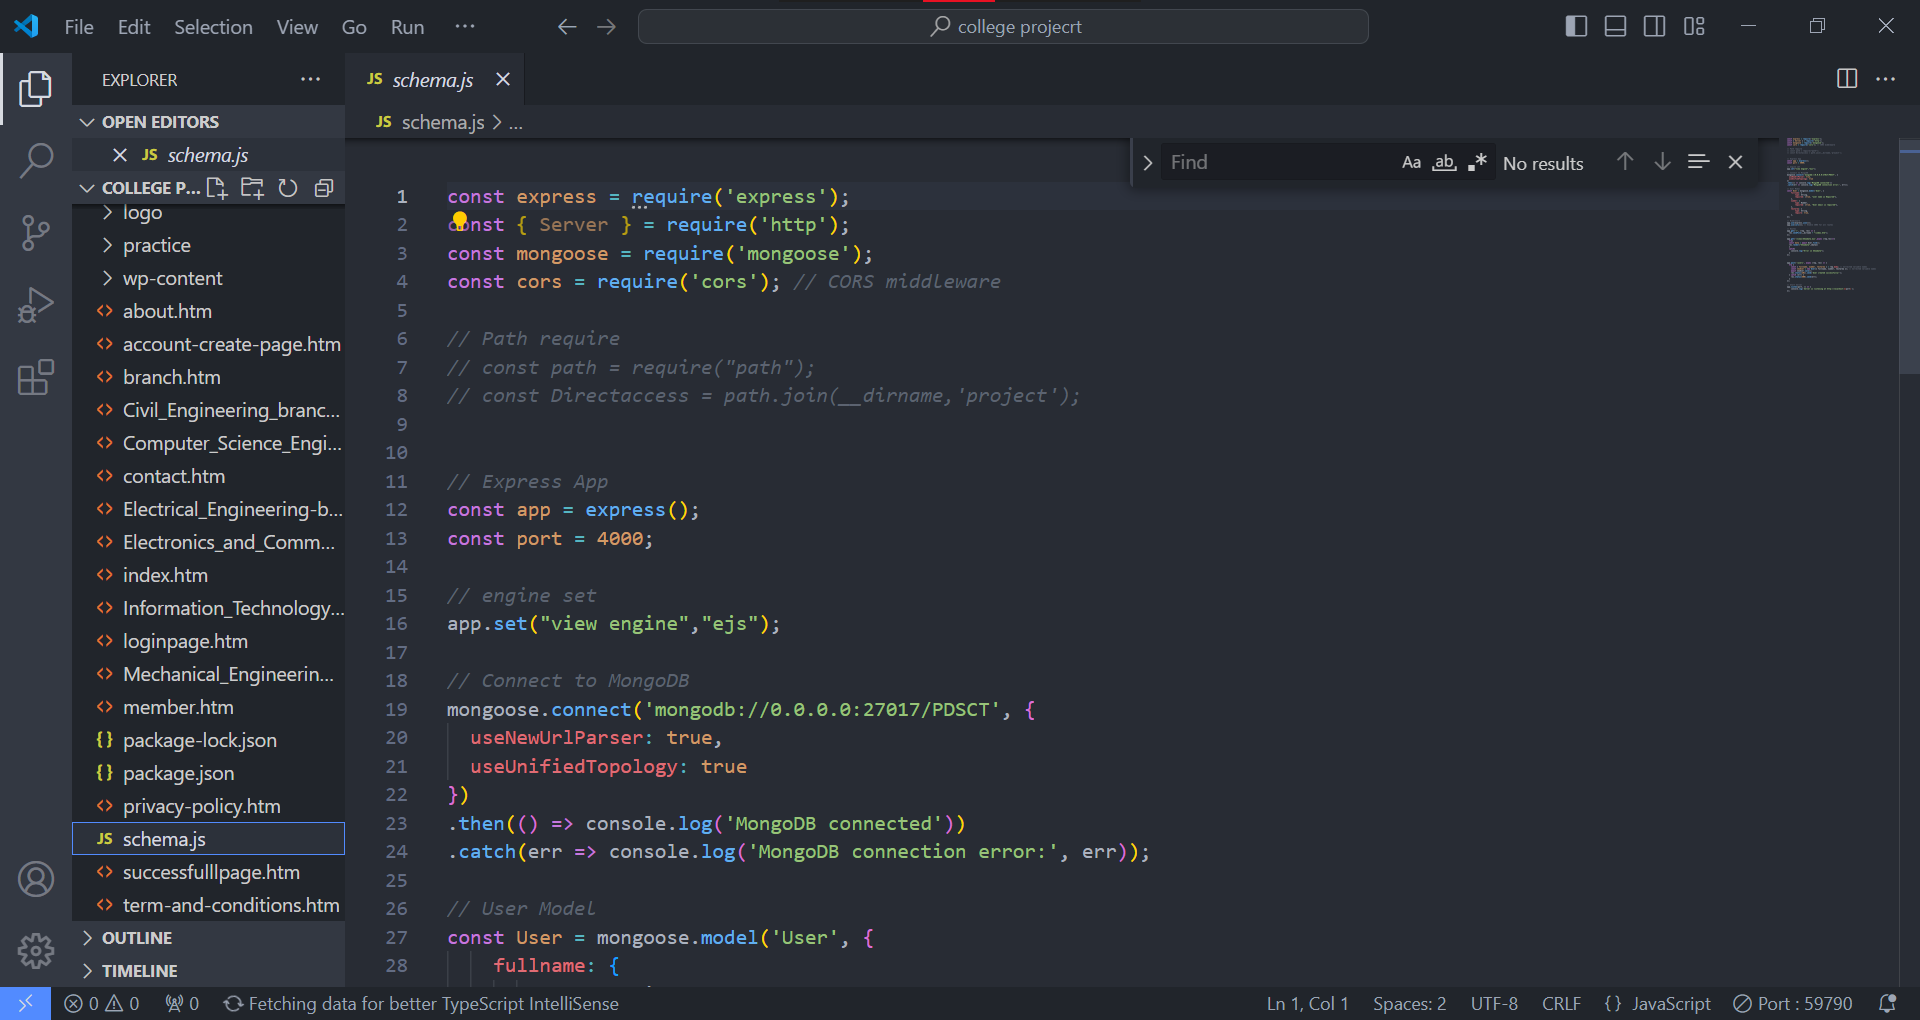 File Edit Selection View Go Run ···
college projecrt
EXPLORER ···
OPEN EDITORS
JS schema.js
COLLEGE P...
logo
practice
wp-content
about.htm
account-create-page.htm
branch.htm
Civil_Engineering_branc...
Computer_Science_Engi...
contact.htm
Electrical_Engineering-b...
Electronics_and_Comm...
index.htm
Information_Technology...
loginpage.htm
Mechanical_Engineerin...
member.htm
{} package-lock.json
{} package.json
privacy-policy.htm
JS schema.js
successfulllpage.htm
term-and-conditions.htm
OUTLINE
TIMELINE
JS schema.js
JS schema.js > ...
Find Aa ab No results
1 const express = require('express');
2 const { Server } = require('http');
3 const mongoose = require('mongoose');
4 const cors = require('cors'); // CORS middleware
5
6 // Path require
7 // const path = require("path");
8 // const Directaccess = path.join(__dirname,'project');
9
10
11 // Express App
12 const app = express();
13 const port = 4000;
14
15 // engine set
16 app.set("view engine","ejs");
17
18 // Connect to MongoDB
19 mongoose.connect('mongodb://0.0.0.0:27017/PDSCT', {
20 useNewUrlParser: true,
21 useUnifiedTopology: true
22 })
23 .then(() => console.log('MongoDB connected'))
24 .catch(err => console.log('MongoDB connection error:', err));
25
26 // User Model
27 const User = mongoose.model('User', {
28 fullname: {
0 0 0 Fetching data for better TypeScript IntelliSense Ln 1, Col 1 Spaces: 2 UTF-8 CRLF {} JavaScript Port : 59790